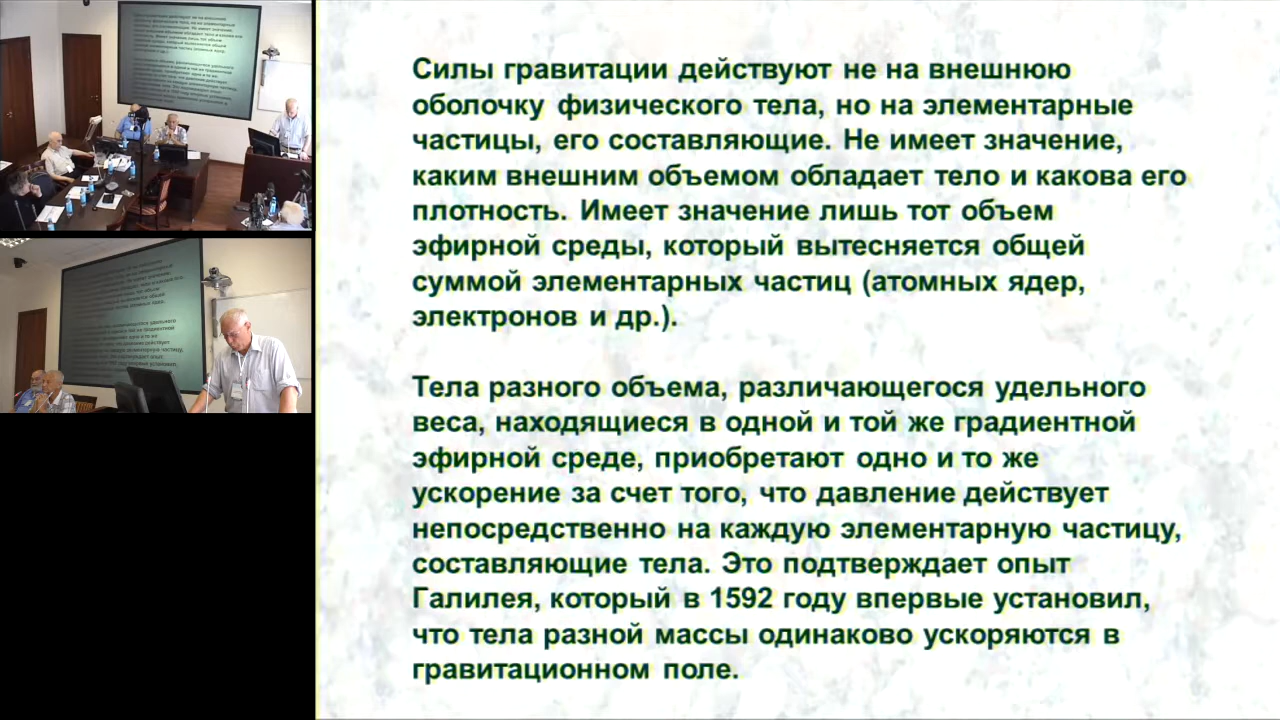 Силы гравитации действуют не на внешнюю
оболочку физического тела, но на элементарные
частицы, его составляющие. Не имеет значение,
каким внешним объемом обладает тело и какова его
плотность. Имеет значение лишь тот объем
эфирной среды, который вытесняется общей
суммой элементарных частиц (атомных ядер,
электронов и др.).
Тела разного объема, различающегося удельного
веса, находящиеся в одной и той же градиентной
эфирной среде, приобретают одно и то же
ускорение за счет того, что давление действует
непосредственно на каждую элементарную частицу,
составляющие тела. Это подтверждает опыт
Галилея, который в 1592 году впервые установил,
что тела разной массы одинаково ускоряются в
гравитационном поле.